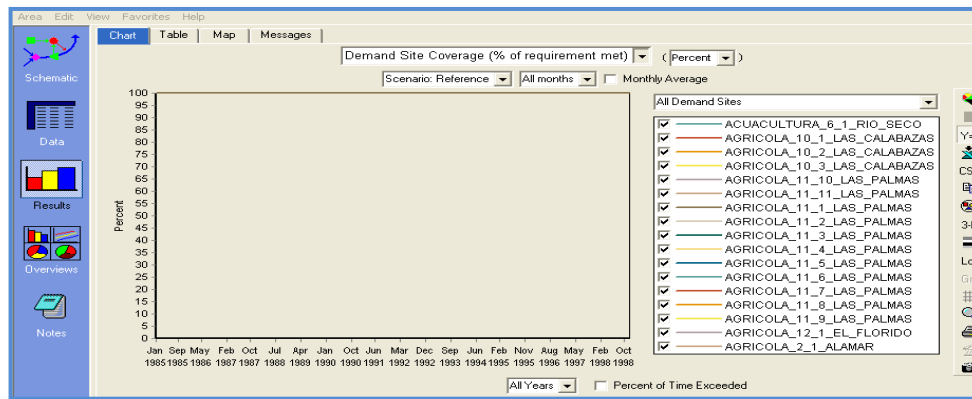 Area Edit View Favorites Help
Chart Table Map Messages
Demand Site Coverage (% of requirement met) ( Percent )
Scenario: Reference All months Monthly Average
Schematic
Data
Results
Overviews
Notes
Percent
100
95
90
85
80
75
70
65
60
55
50
45
40
35
30
25
20
15
10
5
0
Jan Sep May Feb Oct Jul Apr Jan Oct Jun Mar Dec Sep Jun Feb Nov Aug May Feb Oct
1985 1985 1986 1987 1987 1988 1989 1990 1990 1991 1992 1992 1993 1994 1995 1995 1996 1997 1998 1998
All Demand Sites
ACUACULTURA_6_1_RIO_SECO
AGRICOLA_10_1_LAS_CALABAZAS
AGRICOLA_10_2_LAS_CALABAZAS
AGRICOLA_10_3_LAS_CALABAZAS
AGRICOLA_11_10_LAS_PALMAS
AGRICOLA_11_11_LAS_PALMAS
AGRICOLA_11_1_LAS_PALMAS
AGRICOLA_11_2_LAS_PALMAS
AGRICOLA_11_3_LAS_PALMAS
AGRICOLA_11_4_LAS_PALMAS
AGRICOLA_11_5_LAS_PALMAS
AGRICOLA_11_6_LAS_PALMAS
AGRICOLA_11_7_LAS_PALMAS
AGRICOLA_11_8_LAS_PALMAS
AGRICOLA_11_9_LAS_PALMAS
AGRICOLA_12_1_EL_FLORIDO
AGRICOLA_2_1_ALAMAR
All Years Percent of Time Exceeded